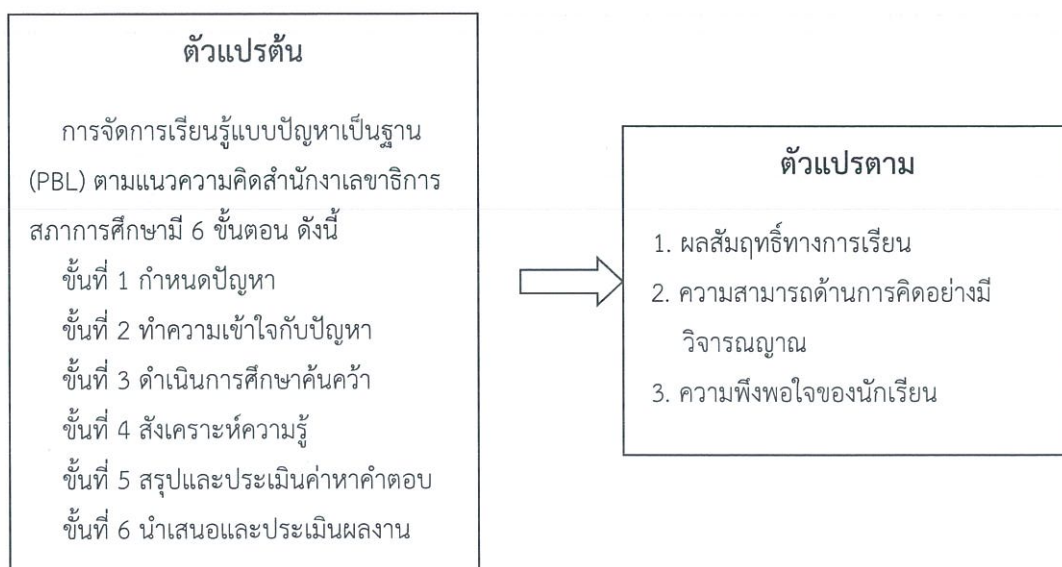 ตัวแปรต้น
การจัดการเรียนรู้แบบปัญหาเป็นฐาน
(PBL) ตามแนวความคิดสำนักงาเลขาธิการ
สภาการศึกษามี 6 ขั้นตอน ดังนี้
ขั้นที่ 1 กำหนดปัญหา
ขั้นที่ 2 ทำความเข้าใจกับปัญหา
ขั้นที่ 3 ดำเนินการศึกษาค้นคว้า
ขั้นที่ 4 สังเคราะห์ความรู้
ขั้นที่ 5 สรุปและประเมินค่าหาคำตอบ
ขั้นที่ 6 นำเสนอและประเมินผลงาน
ตัวแปรตาม
1. ผลสัมฤทธิ์ทางการเรียน
2. ความสามารถด้านการคิดอย่างมี
วิจารณญาณ
3. ความพึงพอใจของนักเรียน